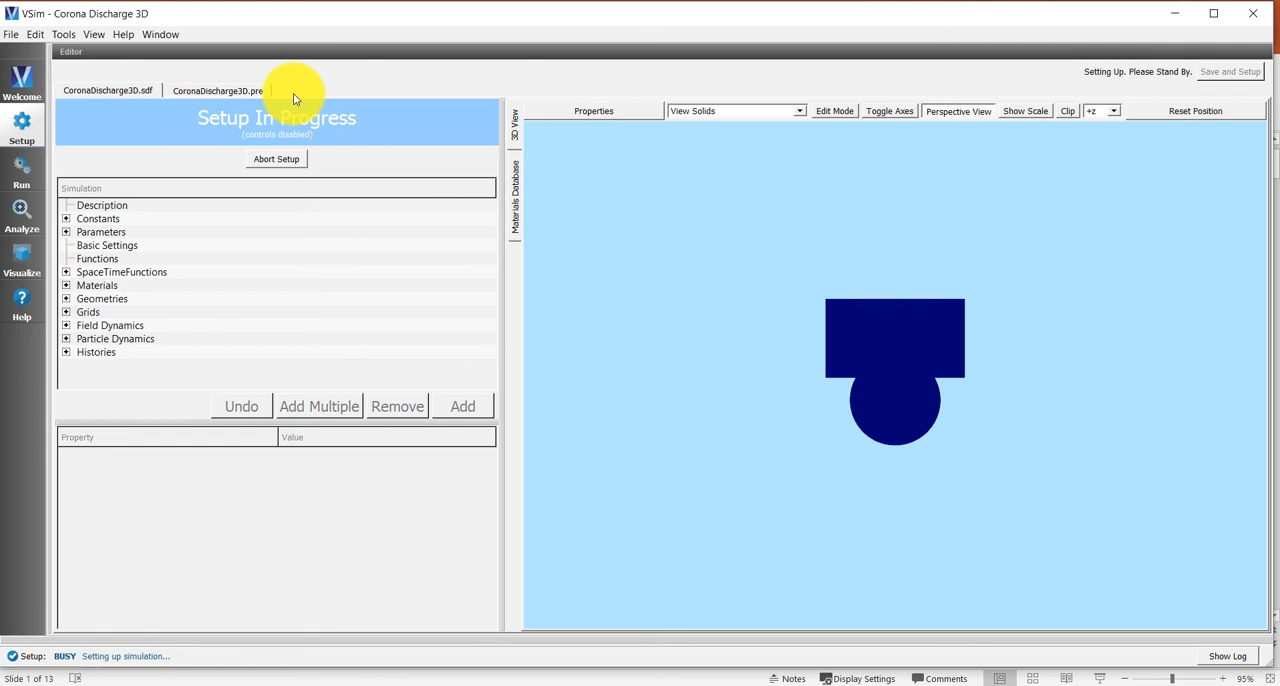 VSim - Corona Discharge 3D
File Edit Tools View Help Window
Editor
Setting Up. Please Stand By. Save and Setup
CoronaDischarge3D.sdf CoronaDischarge3D.pre
Welcome
Setup
Run
Analyze
Visualize
Help
Setup In Progress
(controls disabled)
Abort Setup
Simulation
Description
Constants
Parameters
Basic Settings
Functions
SpaceTimeFunctions
Materials
Geometries
Grids
Field Dynamics
Particle Dynamics
Histories
Undo Add Multiple Remove Add
Property Value
3D View
Materials Database
Properties View Solids Edit Mode Toggle Axes Perspective View Show Scale Clip +z Reset Position
Setup: BUSY Setting up simulation... Show Log
Slide 1 of 13 Notes Display Settings Comments 95%